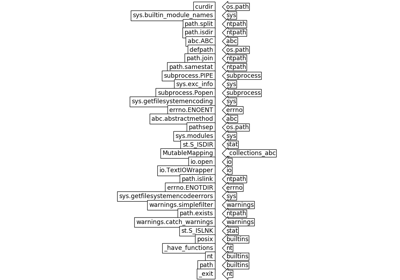 curdir os.path
sys.builtin_module_names sys
path.split ntpath
path.isdir ntpath
abc.ABC abc
defpath os.path
path.join ntpath
path.samestat ntpath
subprocess.PIPE subprocess
sys.exc_info sys
subprocess.Popen subprocess
sys.getfilesystemencoding sys
errno.ENOENT errno
abc.abstractmethod abc
pathsep os.path
sys.modules sys
st.S_ISDIR stat
MutableMapping _collections_abc
io.open io
io.TextIOWrapper io
path.islink ntpath
errno.ENOTDIR errno
sys.getfilesystemencodeerrors sys
warnings.simplefilter warnings
path.exists ntpath
warnings.catch_warnings warnings
st.S_ISLNK stat
posix builtins
_have_functions nt
nt builtins
path builtins
_exit nt